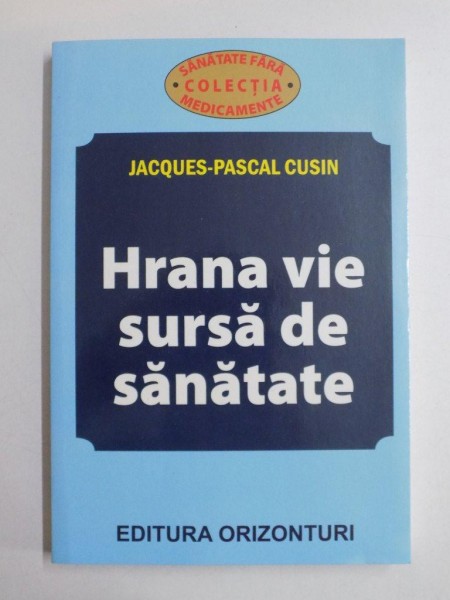 SĂNĂTATE FĂRĂ
• COLECȚIA •
MEDICAMENTE
JACQUES-PASCAL CUSIN
Hrana vie
sursă de
sănătate
EDITURA ORIZONTURI